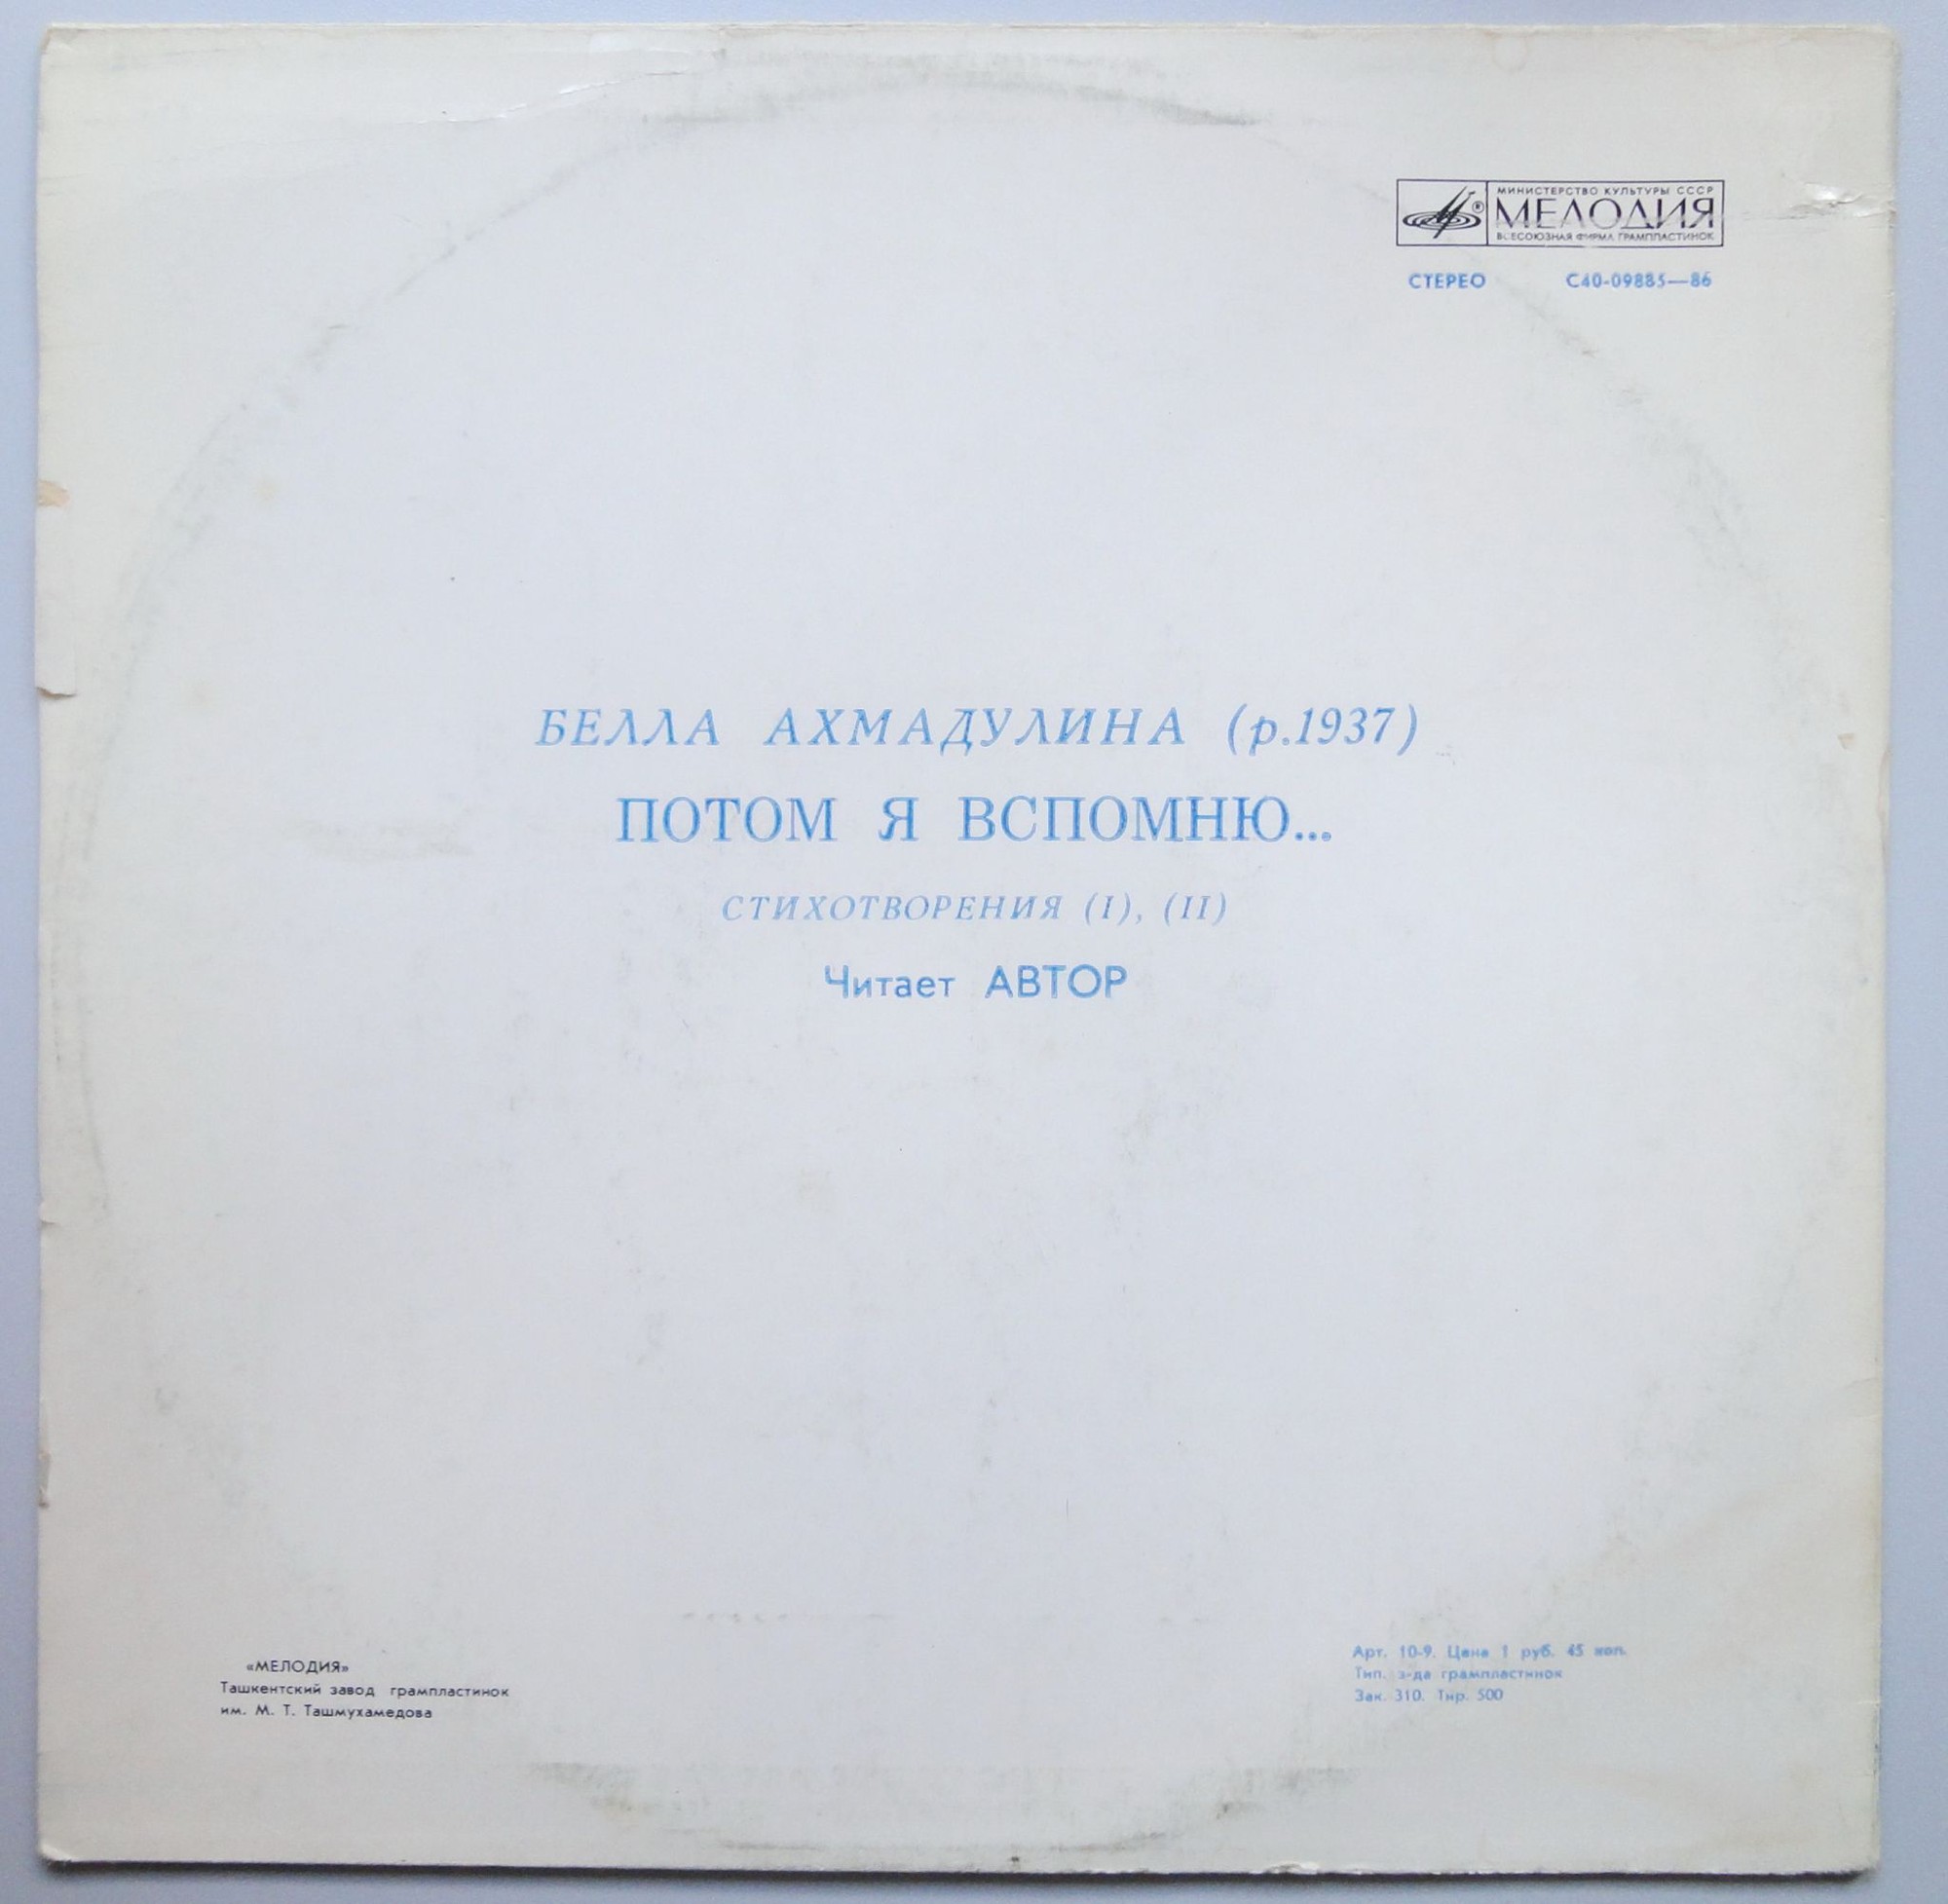 МИНИСТЕРСТВО КУЛЬТУРЫ СССР
МЕЛОДИЯ
ВСЕСОЮЗНАЯ ФИРМА ГРАМПЛАСТИНОК
СТЕРЕО С40-09885—86
БЕЛЛА АХМАДУЛИНА (р.1937)
ПОТОМ Я ВСПОМНЮ...
СТИХОТВОРЕНИЯ (I), (II)
Читает АВТОР
«МЕЛОДИЯ»
Ташкентский завод грампластинок
им. М. Т. Ташмухамедова
Арт. 10-9. Цена 1 руб. 45 коп.
Тип. з-да грампластинок
Зак. 310. Тир. 500